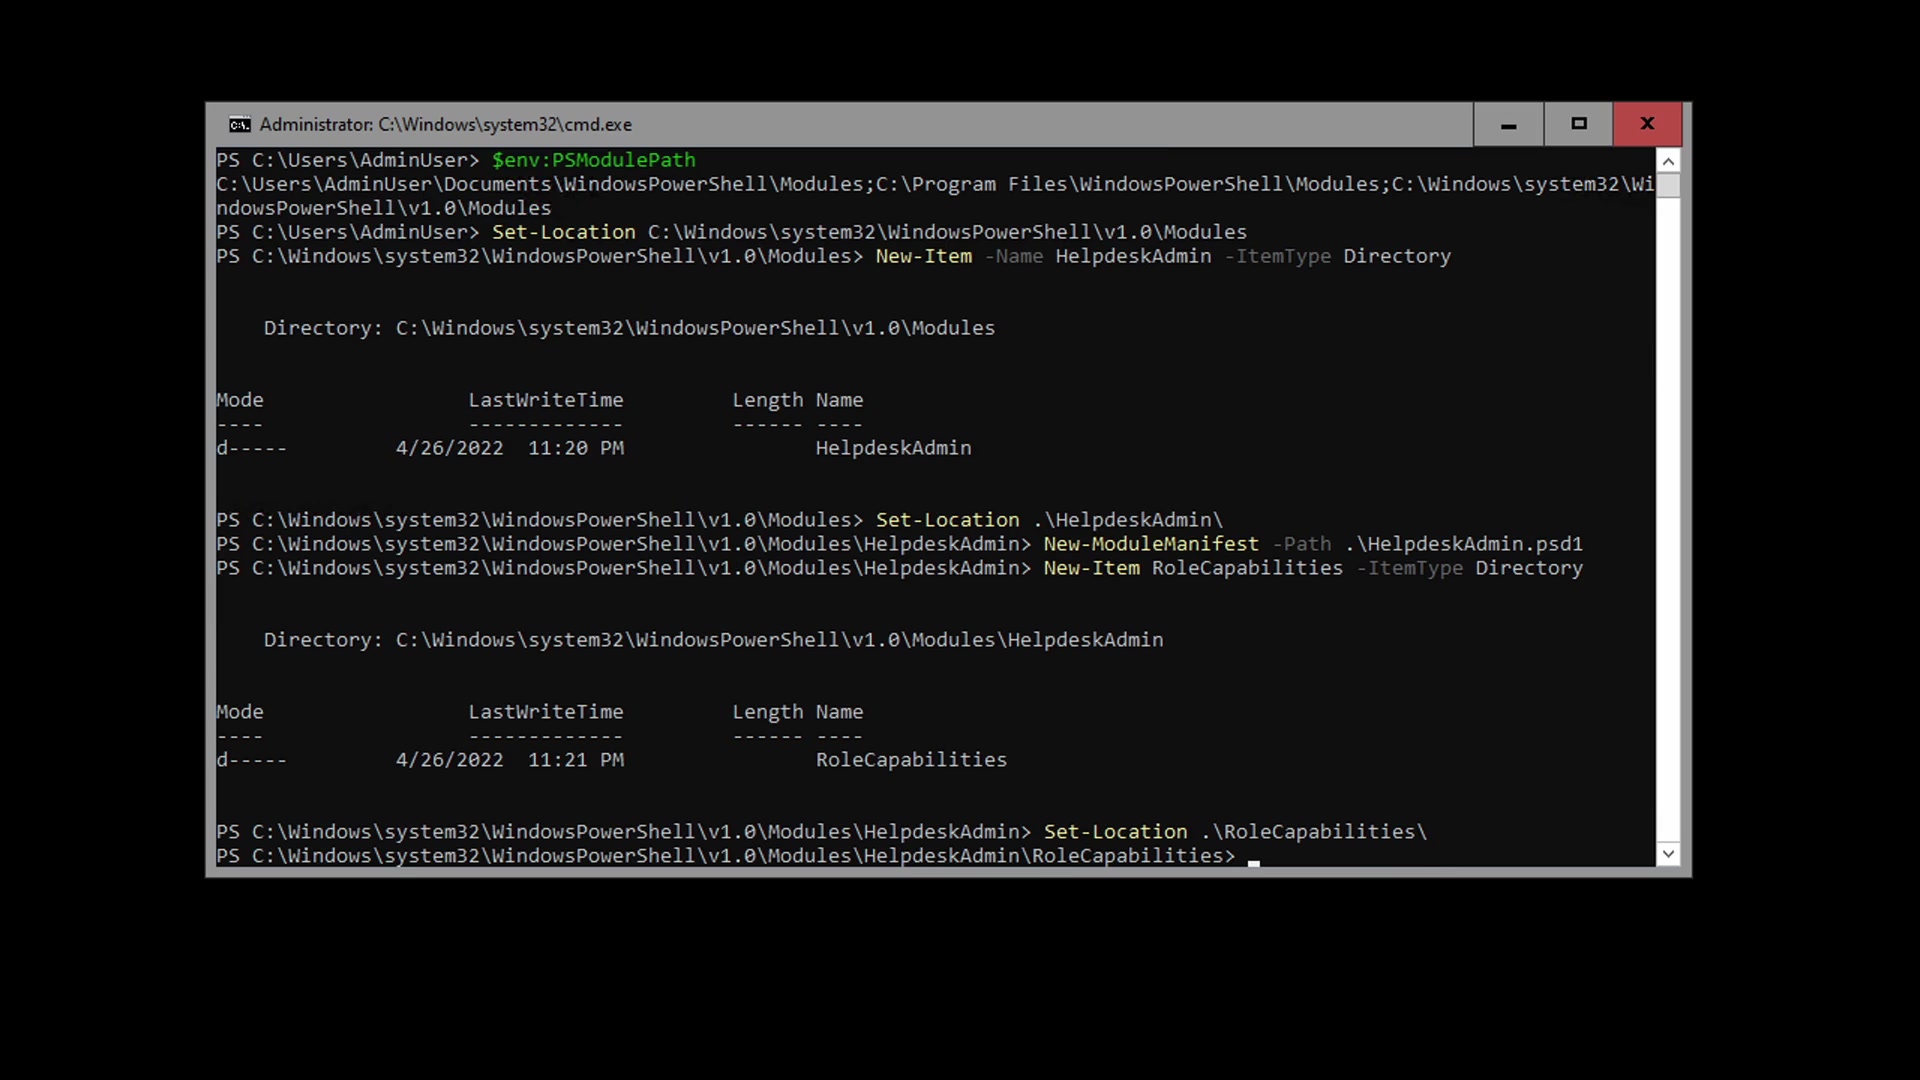 Administrator: C:\Windows\system32\cmd.exe
PS C:\Users\AdminUser> $env:PSModulePath
C:\Users\AdminUser\Documents\WindowsPowerShell\Modules;C:\Program Files\WindowsPowerShell\Modules;C:\Windows\system32\Wi
ndowsPowerShell\v1.0\Modules
PS C:\Users\AdminUser> Set-Location C:\Windows\system32\WindowsPowerShell\v1.0\Modules
PS C:\Windows\system32\WindowsPowerShell\v1.0\Modules> New-Item -Name HelpdeskAdmin -ItemType Directory
Directory: C:\Windows\system32\WindowsPowerShell\v1.0\Modules
Mode LastWriteTime Length Name
---- ------------- ------ ----
d----- 4/26/2022 11:20 PM HelpdeskAdmin
PS C:\Windows\system32\WindowsPowerShell\v1.0\Modules> Set-Location .\HelpdeskAdmin\
PS C:\Windows\system32\WindowsPowerShell\v1.0\Modules\HelpdeskAdmin> New-ModuleManifest -Path .\HelpdeskAdmin.psd1
PS C:\Windows\system32\WindowsPowerShell\v1.0\Modules\HelpdeskAdmin> New-Item RoleCapabilities -ItemType Directory
Directory: C:\Windows\system32\WindowsPowerShell\v1.0\Modules\HelpdeskAdmin
Mode LastWriteTime Length Name
---- ------------- ------ ----
d----- 4/26/2022 11:21 PM RoleCapabilities
PS C:\Windows\system32\WindowsPowerShell\v1.0\Modules\HelpdeskAdmin> Set-Location .\RoleCapabilities\
PS C:\Windows\system32\WindowsPowerShell\v1.0\Modules\HelpdeskAdmin\RoleCapabilities>